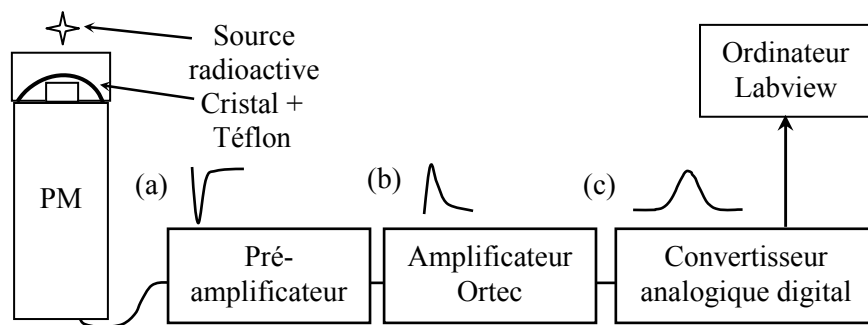 Source
radioactive
Cristal +
Téflon
Ordinateur
Labview
PM
(a)
(b)
(c)
Pré-
amplificateur
Amplificateur
Ortec
Convertisseur
analogique digital